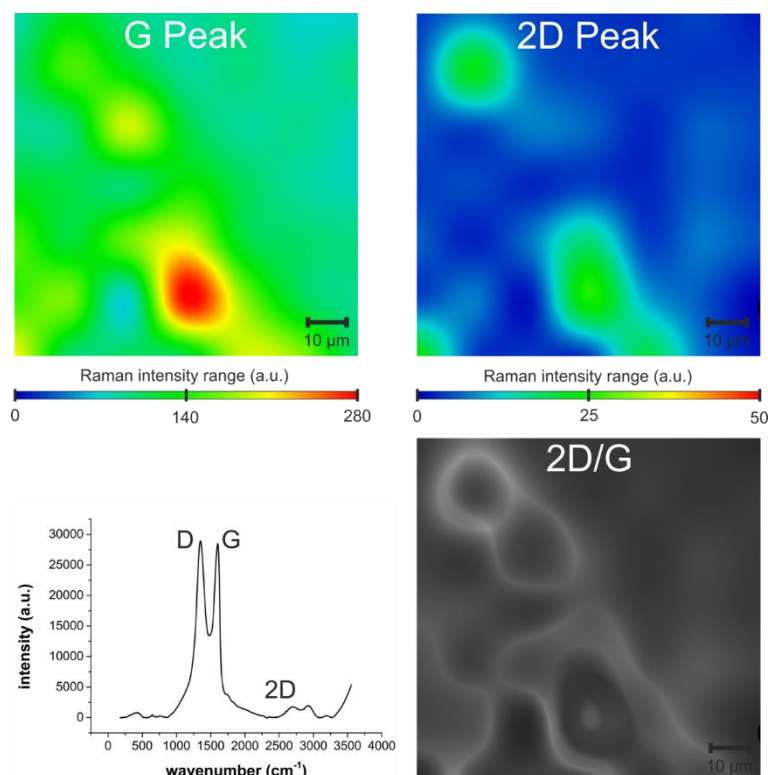 G Peak
2D Peak
10 µm
10 µm
Raman intensity range (a.u.)
Raman intensity range (a.u.)
0 140 280
0 25 50
2D/G
30000
25000
20000
15000
10000
5000
0
intensity (a.u.)
D G
2D
0 500 1000 1500 2000 2500 3000 3500 4000
wavenumber (cm⁻¹)
10 µm